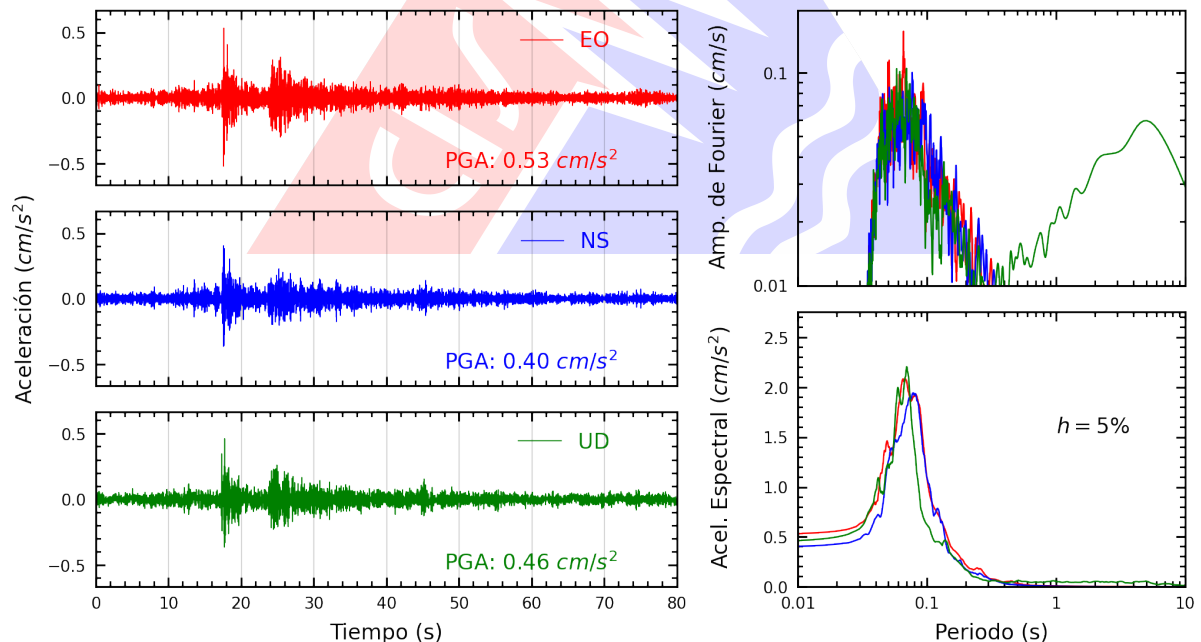 Aceleración (cm/s²)
0.5
0.0
−0.5
EO
PGA: 0.53 cm/s²
0.5
0.0
−0.5
NS
PGA: 0.40 cm/s²
0.5
0.0
−0.5
UD
PGA: 0.46 cm/s²
0 10 20 30 40 50 60 70 80
Tiempo (s)
Amp. de Fourier (cm/s)
0.1
0.01
Acel. Espectral (cm/s²)
2.5
2.0
1.5
1.0
0.5
0.0
h = 5%
0.01 0.1 1 10
Periodo (s)